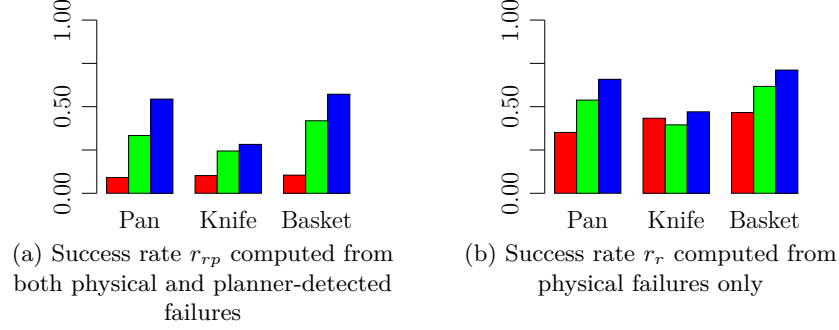 1.00
0.50
0.00
Pan Knife Basket
(a) Success rate r_rp computed from
both physical and planner-detected
failures
1.00
0.50
0.00
Pan Knife Basket
(b) Success rate r_r computed from
physical failures only